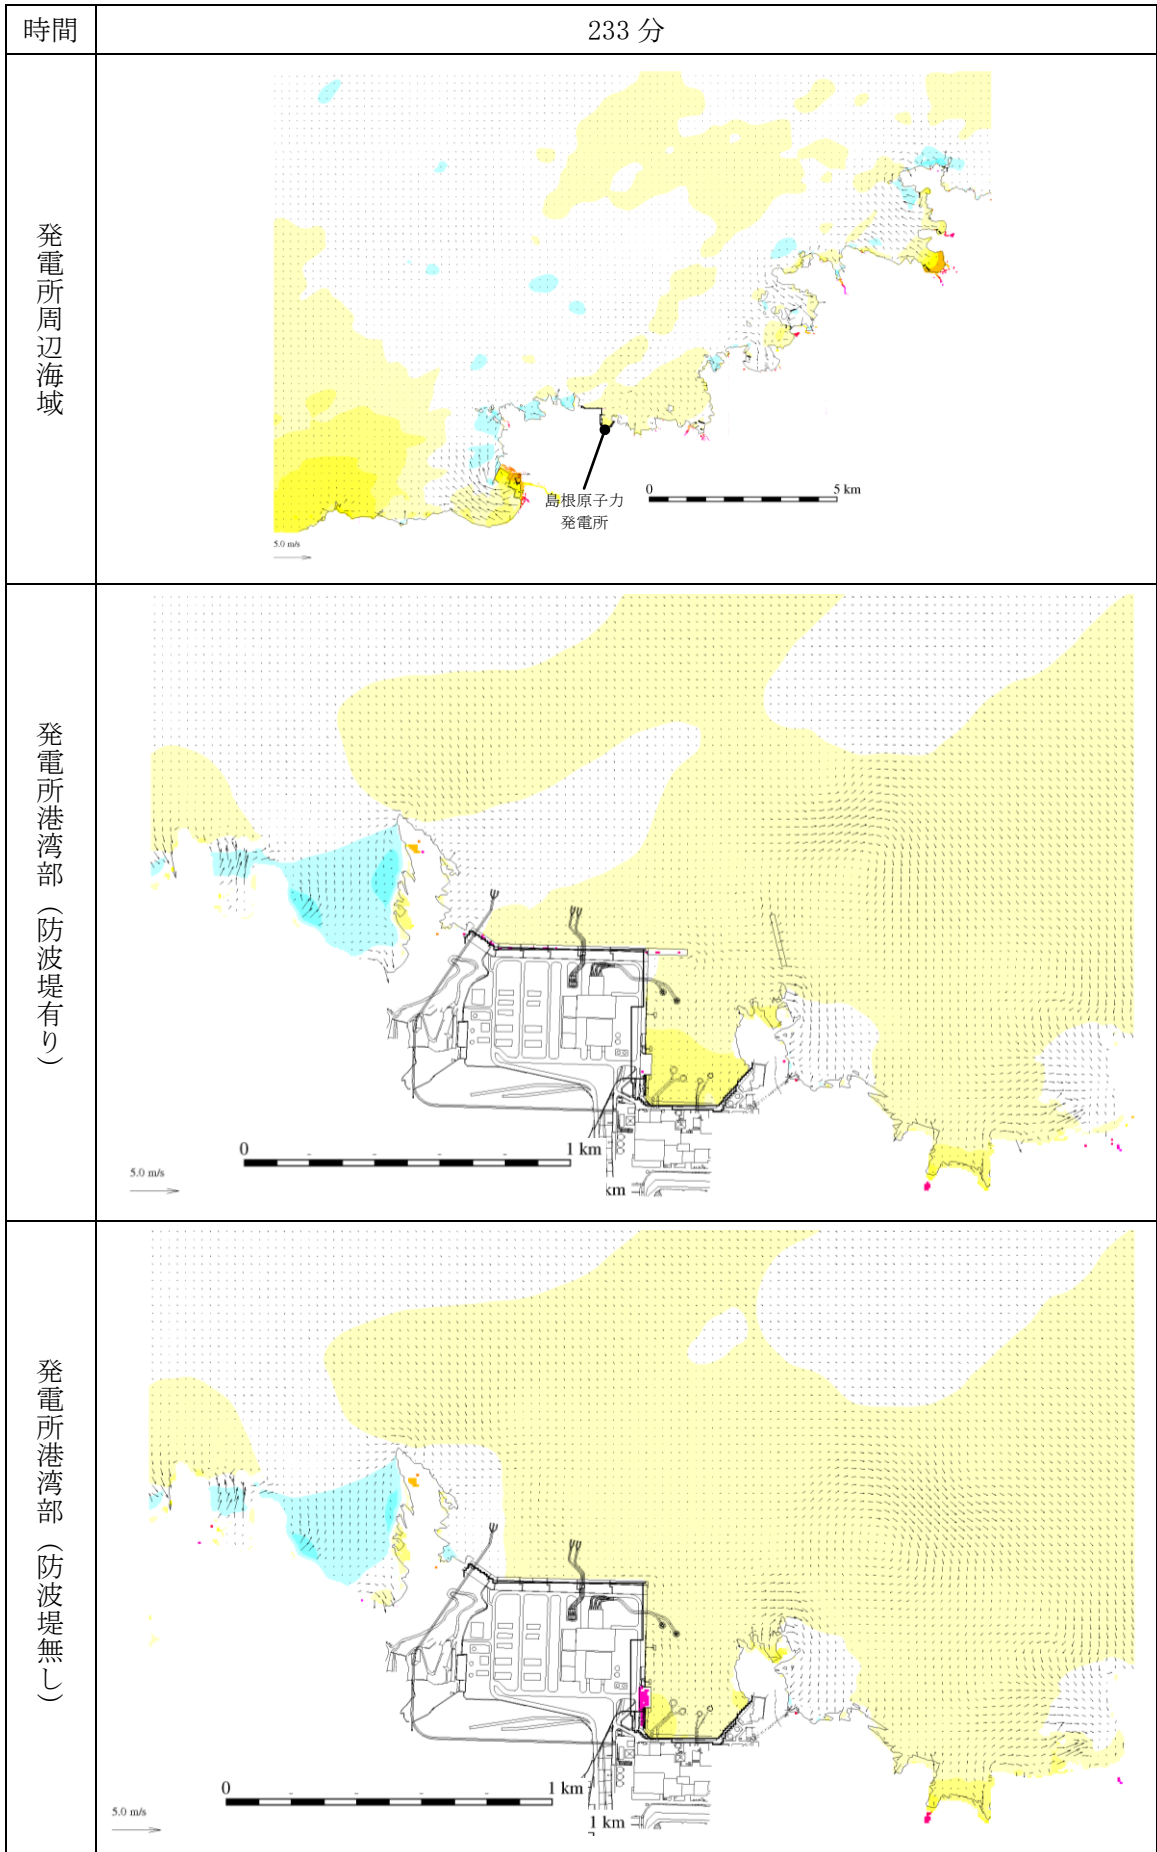 時間
233 分
発電所周辺海域
島根原子力
発電所
0
5 km
5.0 m/s
発電所港湾部（防波堤有り）
0
1 km
5.0 m/s
km
発電所港湾部（防波堤無し）
0
1 km
5.0 m/s
1 km